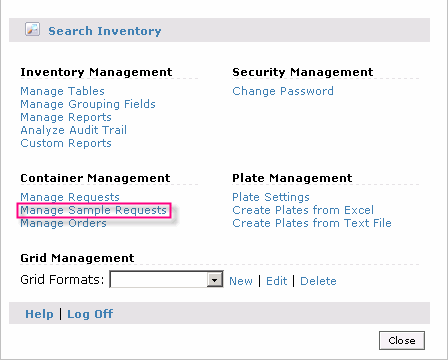 Search Inventory
Inventory Management
Manage Tables
Manage Grouping Fields
Manage Reports
Analyze Audit Trail
Custom Reports
Security Management
Change Password
Container Management
Manage Requests
Manage Sample Requests
Manage Orders
Plate Management
Plate Settings
Create Plates from Excel
Create Plates from Text File
Grid Management
Grid Formats: New | Edit | Delete
Help | Log Off
Close